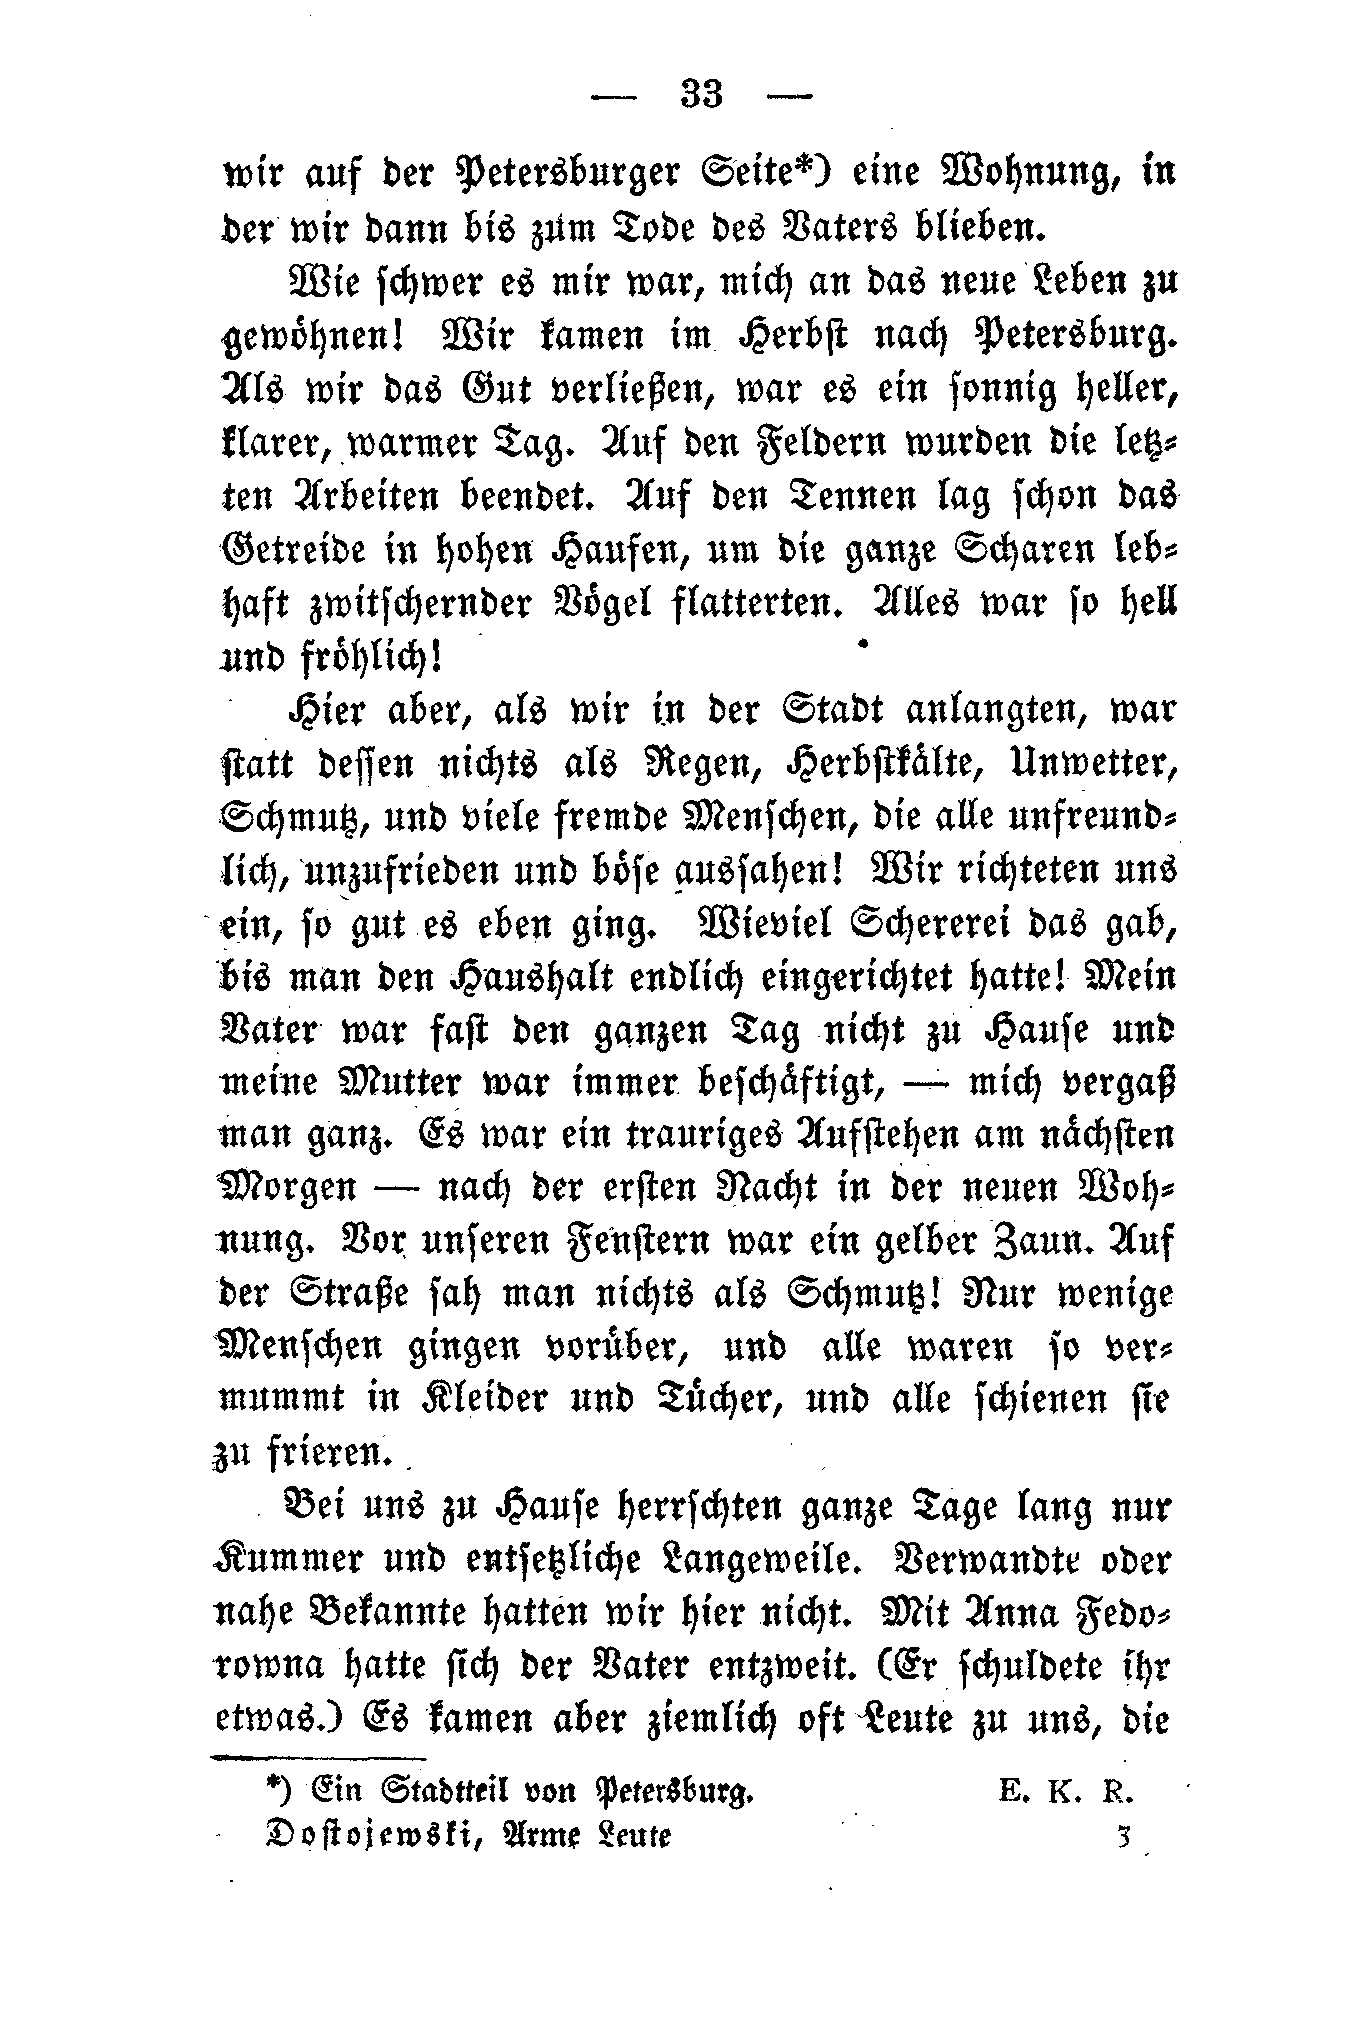 — 33 —
wir auf der Petersburger Seite*) eine Wohnung, in
der wir dann bis zum Tode des Vaters blieben.
Wie schwer es mir war, mich an das neue Leben zu
gewöhnen! Wir kamen im Herbst nach Petersburg.
Als wir das Gut verließen, war es ein sonnig heller,
klarer, warmer Tag. Auf den Feldern wurden die letz-
ten Arbeiten beendet. Auf den Tennen lag schon das
Getreide in hohen Haufen, um die ganze Scharen leb-
haft zwitschernder Vögel flatterten. Alles war so hell
und fröhlich!
Hier aber, als wir in der Stadt anlangten, war
statt dessen nichts als Regen, Herbstkälte, Unwetter,
Schmutz, und viele fremde Menschen, die alle unfreund-
lich, unzufrieden und böse aussahen! Wir richteten uns
ein, so gut es eben ging. Wieviel Schererei das gab,
bis man den Haushalt endlich eingerichtet hatte! Mein
Vater war fast den ganzen Tag nicht zu Hause und
meine Mutter war immer beschäftigt, — mich vergaß
man ganz. Es war ein trauriges Aufstehen am nächsten
Morgen — nach der ersten Nacht in der neuen Woh-
nung. Vor unseren Fenstern war ein gelber Zaun. Auf
der Straße sah man nichts als Schmutz! Nur wenige
Menschen gingen vorüber, und alle waren so ver-
mummt in Kleider und Tücher, und alle schienen sie
zu frieren.
Bei uns zu Hause herrschten ganze Tage lang nur
Kummer und entsetzliche Langeweile. Verwandte oder
nahe Bekannte hatten wir hier nicht. Mit Anna Fedo-
rowna hatte sich der Vater entzweit. (Er schuldete ihr
etwas.) Es kamen aber ziemlich oft Leute zu uns, die
*) Ein Stadtteil von Petersburg. E. K. R.
Dostojewski, Arme Leute 3